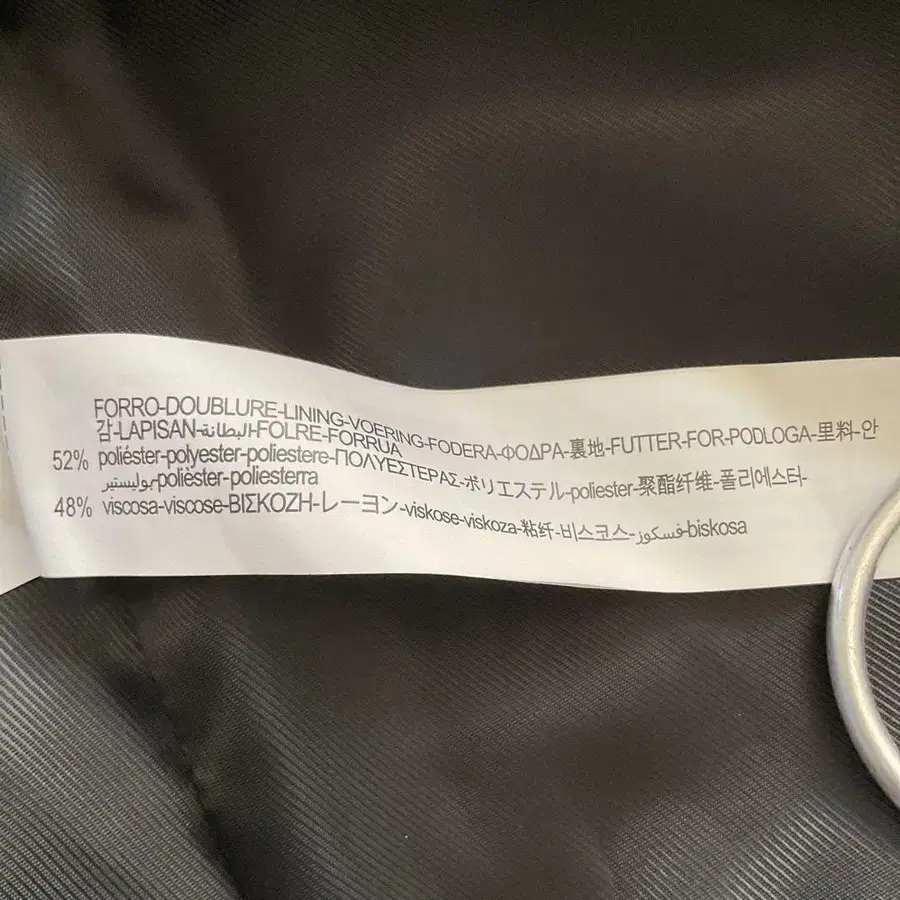 FORRO-DOUBLURE-LINING-VOERING-FODERA-ΦΟΔΡΑ-裏地-FUTTER-FOR-PODLOGA-里料-안
감-LAPISAN-البطانة-FOLRE-FORRUA
52% poliéster-polyester-poliestere-ΠΟΛΥΕΣΤΕΡΑΣ-ポリエステル-poliester-聚酯纤维-폴리에스터-
بوليستير-polièster-poliesterra
48% viscosa-viscose-ΒΙΣΚΟΖΗ-レーヨン-viskose-viskoza-粘纤-비스코스-فسكوز-biskosa